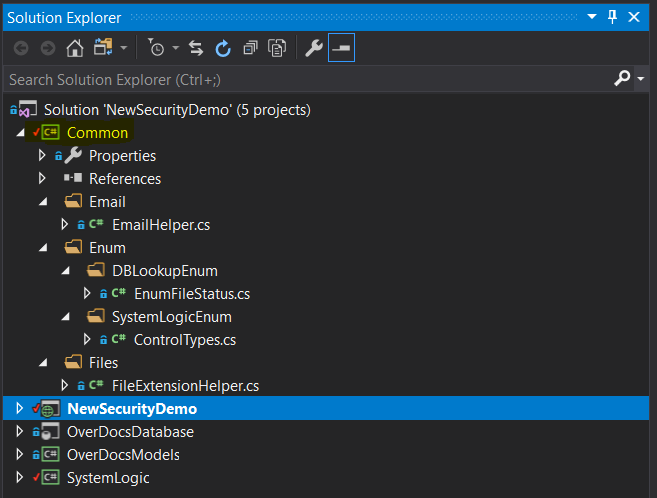 Solution Explorer
Search Solution Explorer (Ctrl+;)
Solution 'NewSecurityDemo' (5 projects)
C# Common
Properties
References
Email
C# EmailHelper.cs
Enum
DBLookupEnum
C# EnumFileStatus.cs
SystemLogicEnum
C# ControlTypes.cs
Files
C# FileExtensionHelper.cs
NewSecurityDemo
OverDocsDatabase
C# OverDocsModels
C# SystemLogic